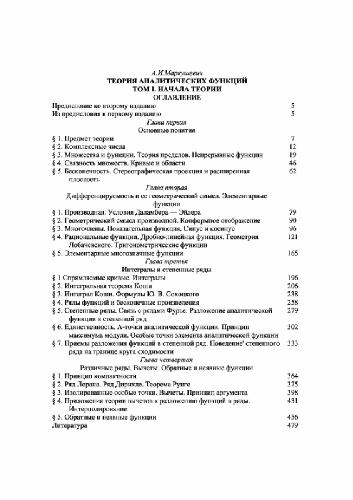 А.И.Маркушевич
ТЕОРИЯ АНАЛИТИЧЕСКИХ ФУНКЦИЙ
ТОМ I. НАЧАЛА ТЕОРИИ
ОГЛАВЛЕНИЕ
Предисловие ко второму изданию 5
Из предисловия к первому изданию 5
Глава первая
Основные понятия
§ 1. Предмет теории 7
§ 2. Комплексные числа 12
§ 3. Множества и функции. Теория пределов. Непрерывные функции 19
§ 4. Связность множеств. Кривые и области 46
§ 5. Бесконечность. Стереографическая проекция и расширенная 62
плоскость
Глава вторая
Дифференцируемость и ее геометрический смысл. Элементарные
функции
§ 1. Производная. Условия Даламбера — Эйлера 79
§ 2. Геометрический смысл производной. Конформное отображение 90
§ 3. Многочлены. Показательная функция. Синус и косинус 96
§ 4. Рациональные функции. Дробно-линейная функция. Геометрия 121
Лобачевского. Тригонометрические функции
§ 5. Элементарные многозначные функции 165
Глава третья
Интегралы и степенные ряды
§ 1 Спрямляемые кривые. Интегралы 196
§ 2. Интегральная теорема Коши 206
§ 3. Интеграл Коши. Формулы Ю. В. Сохоцкого 238
§ 4. Ряды функций и бесконечные произведения 258
§ 5. Степенные ряды. Связь с рядами Фурье. Разложение аналитической 288
функции в степенной ряд
§ 6. Единственность. А-точки аналитической функции. Принцип 302
максимума модуля. Особые точки элемента аналитической функции
§ 7. Приемы разложения функций в степенной ряд. Поведение' степенного 333
ряда на границе круга сходимости
Глава четвертая
Различные ряды. Вычеты. Обратные и неявные функции
§ 1. Принцип компактности 364
§ 2. Ряд Лорана. Ряд Дирихле. Теорема Рунге 375
§ 3. Изолированные особые точки. Вычеты. Принцип аргумента 398
§ 4. Приложения теории вычетов к разложению функций в ряды. 431
Интерполирование
§ 5. Обратные и неявные функции 456
Литература 479